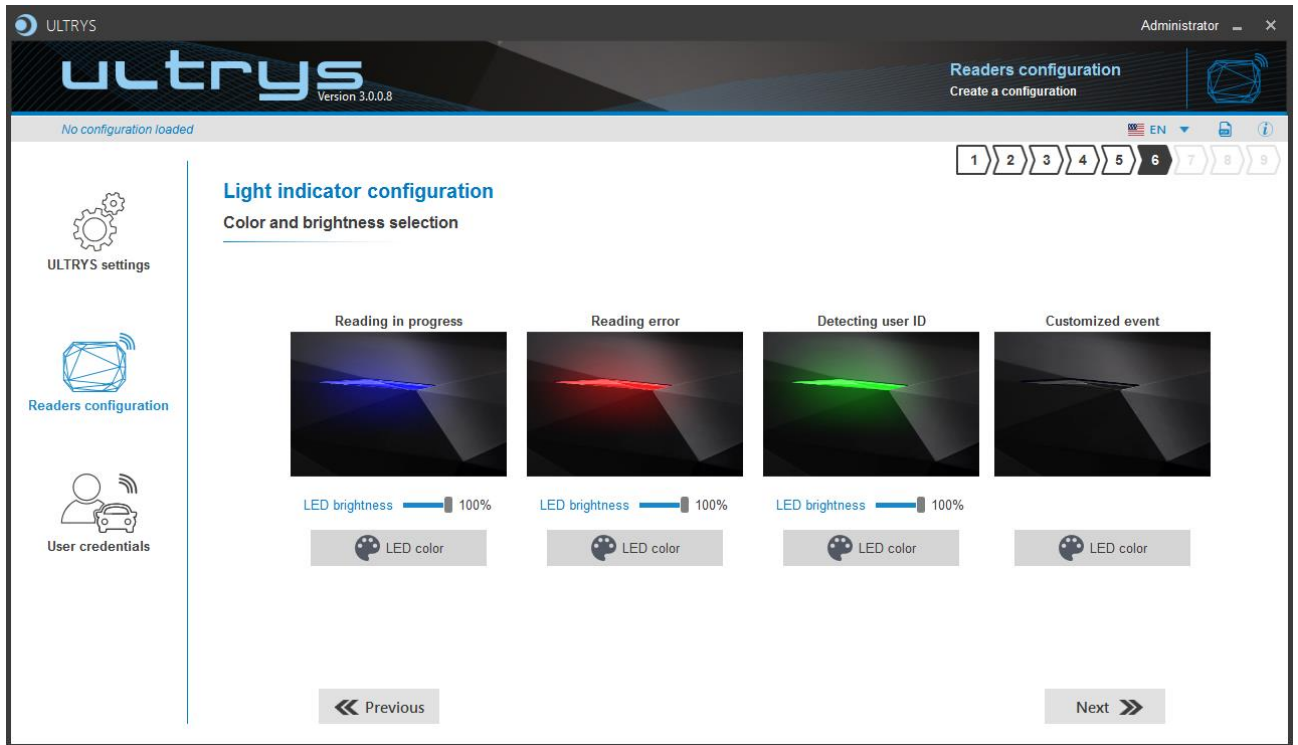 ULTRYS
Administrator
ultrys
Version 3.0.0.8
Readers configuration
Create a configuration
No configuration loaded
EN
1 2 3 4 5 6 7 8 9
Light indicator configuration
Color and brightness selection
ULTRYS settings
Readers configuration
User credentials
Reading in progress
Reading error
Detecting user ID
Customized event
LED brightness 100%
LED brightness 100%
LED brightness 100%
LED color
LED color
LED color
LED color
Previous
Next